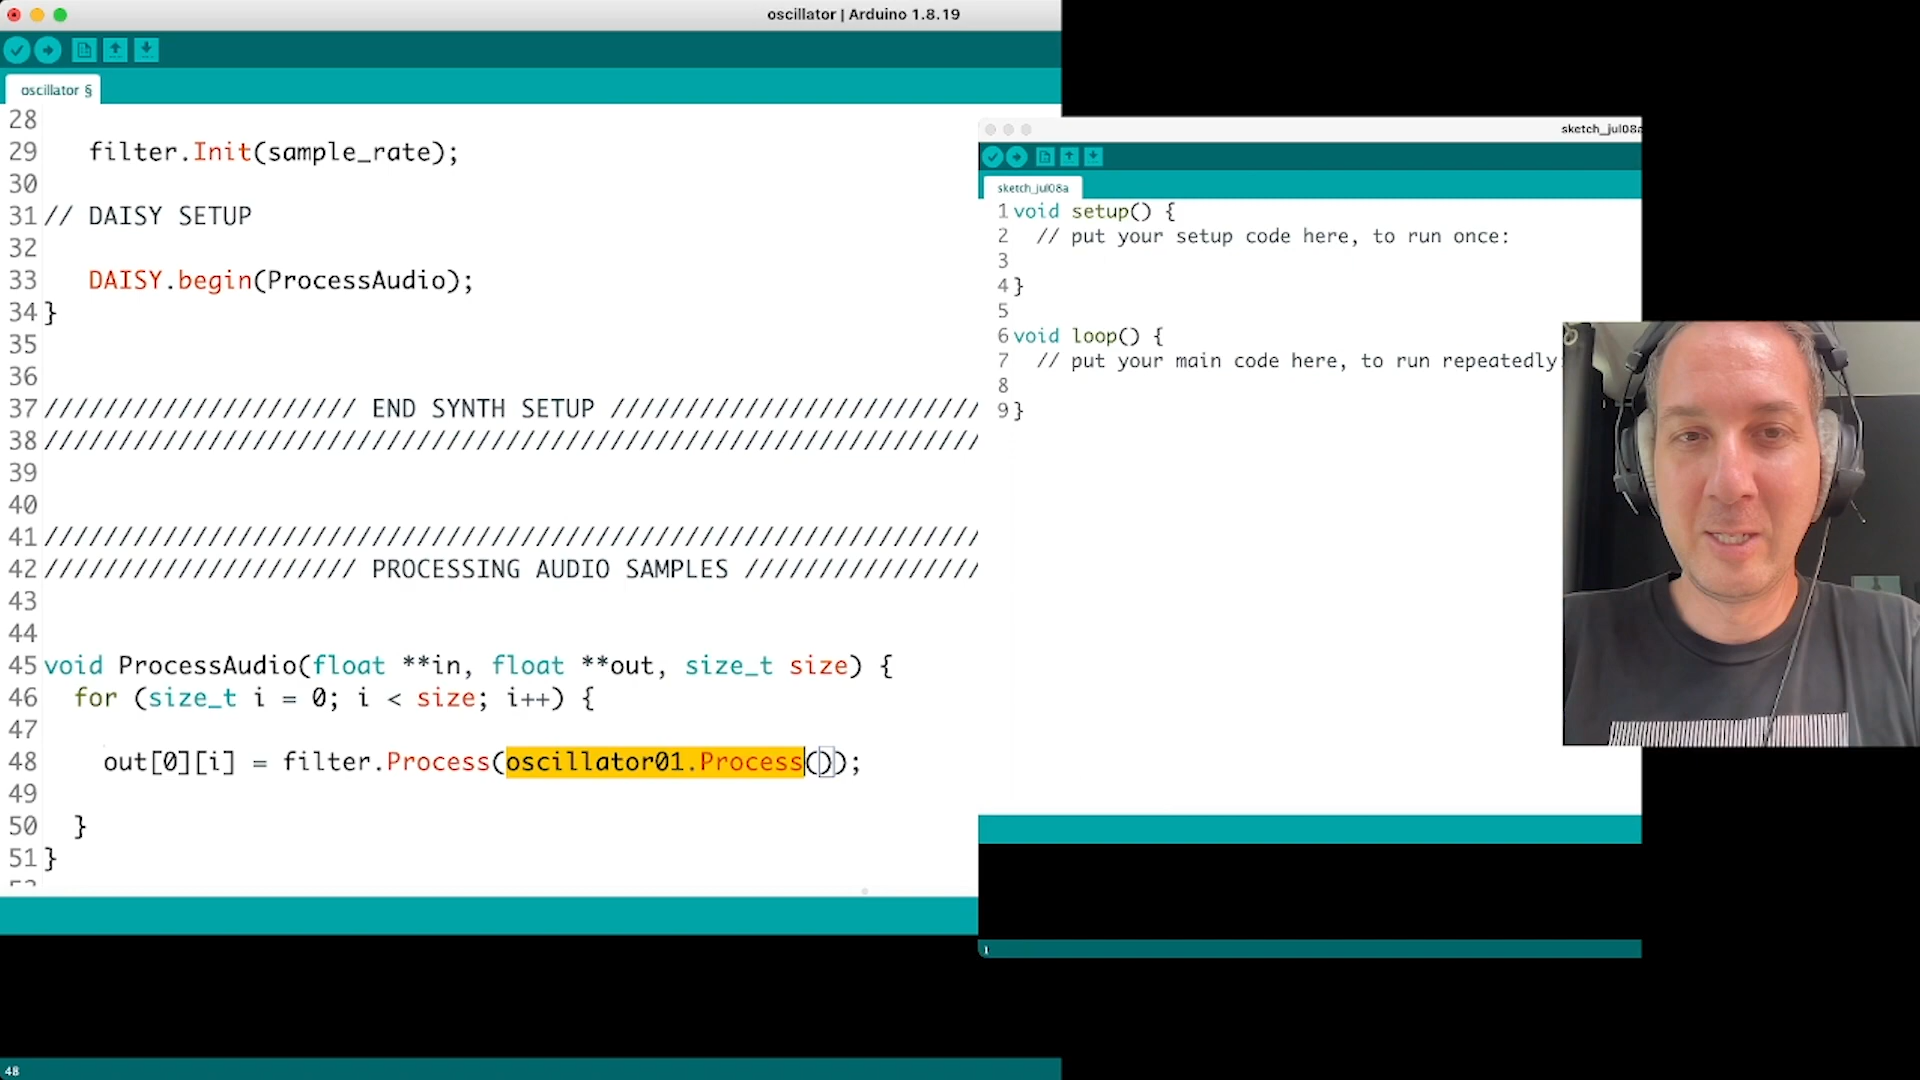 oscillator | Arduino 1.8.19
oscillator §
28
29 filter.Init(sample_rate);
30
31 // DAISY SETUP
32
33 DAISY.begin(ProcessAudio);
34 }
35
36
37 ///////////////////// END SYNTH SETUP /////////////////////////
38 ///////////////////////////////////////////////////////////////
39
40
41 ///////////////////////////////////////////////////////////////
42 ///////////////////// PROCESSING AUDIO SAMPLES ////////////////
43
44
45 void ProcessAudio(float **in, float **out, size_t size) {
46 for (size_t i = 0; i < size; i++) {
47
48 out[0][i] = filter.Process(oscillator01.Process());
49
50 }
51 }
48
sketch_jul08a
sketch_jul08a
1 void setup() {
2 // put your setup code here, to run once:
3
4 }
5
6 void loop() {
7 // put your main code here, to run repeatedly:
8
9 }
1